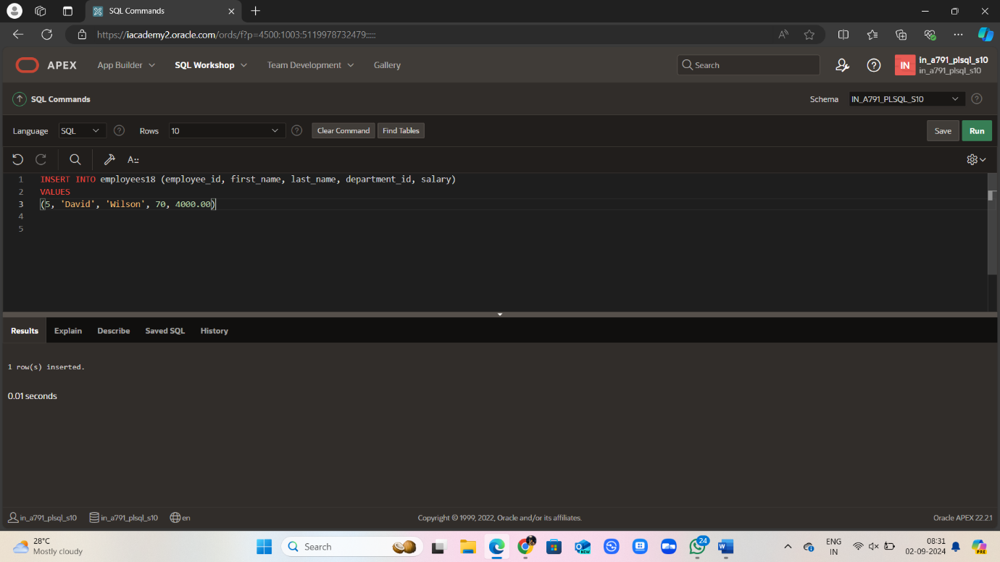 SQL Commands
https://iacademy2.oracle.com/ords/f?p=4500:1003:5119978732479:::::
APEX App Builder SQL Workshop Team Development Gallery Search IN in_a791_plsql_s10
in_a791_plsql_s10
SQL Commands Schema IN_A791_PLSQL_S10
Language SQL Rows 10 Clear Command Find Tables Save Run
1 INSERT INTO employees18 (employee_id, first_name, last_name, department_id, salary)
2 VALUES
3 (5, 'David', 'Wilson', 70, 4000.00)
4
5
Results Explain Describe Saved SQL History
1 row(s) inserted.
0.01 seconds
in_a791_plsql_s10 in_a791_plsql_s10 en Copyright © 1999, 2022, Oracle and/or its affiliates. Oracle APEX 22.2.1
28°C
Mostly cloudy
Search
NEW
24
ENG
IN
08:31
02-09-2024
PRE